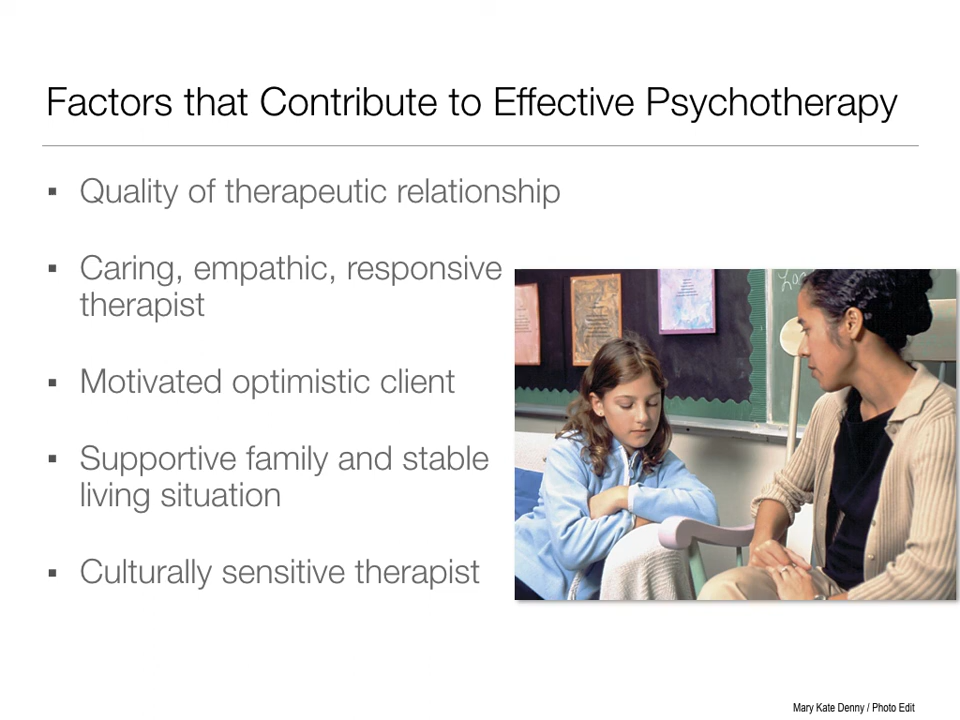 Factors that Contribute to Effective Psychotherapy
▪ Quality of therapeutic relationship
▪ Caring, empathic, responsive
therapist
▪ Motivated optimistic client
▪ Supportive family and stable
living situation
▪ Culturally sensitive therapist
Mary Kate Denny / Photo Edit